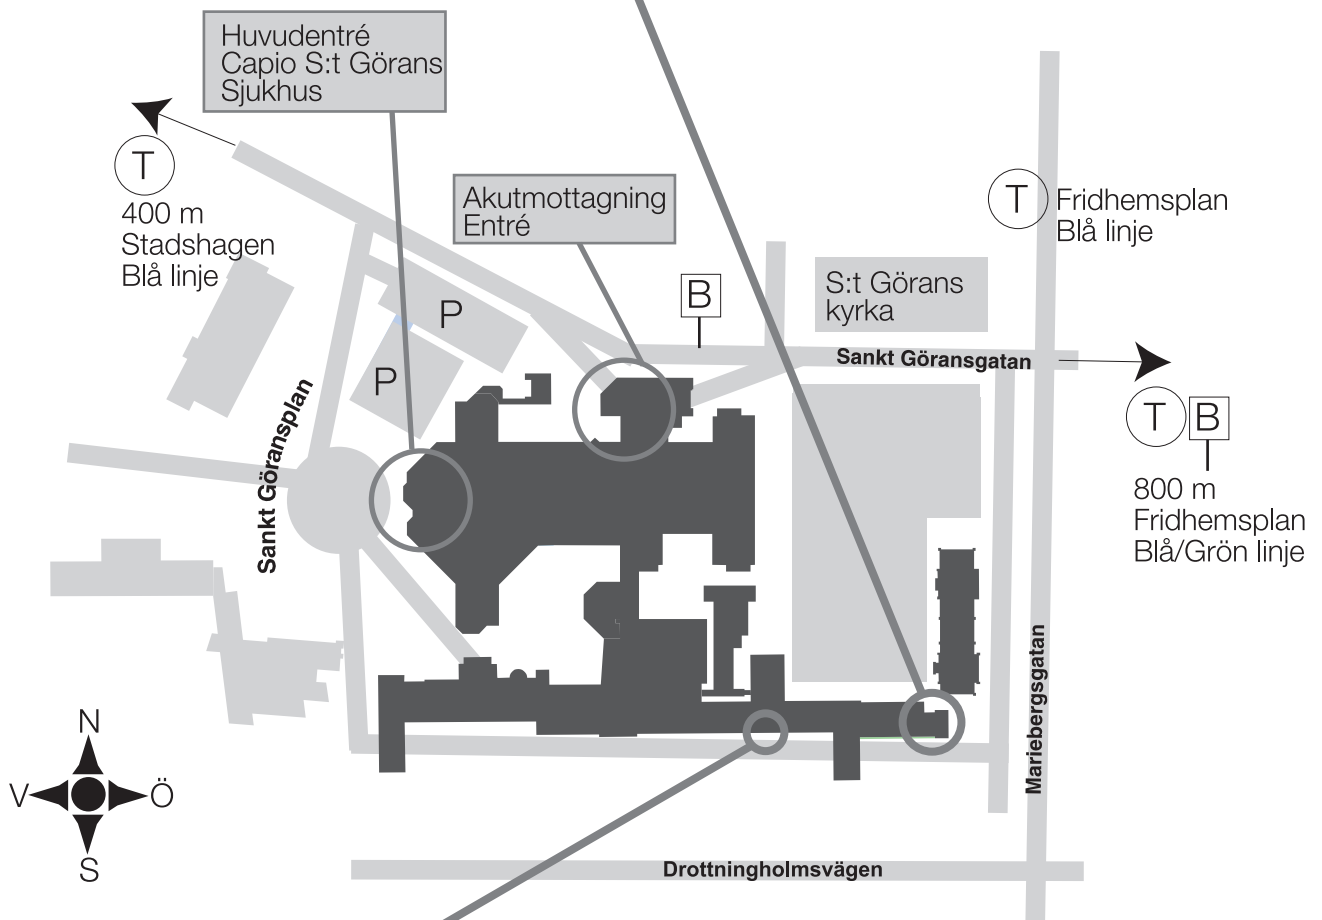 Huvudentré
Capio S:t Görans
Sjukhus
T
400 m
Stadshagen
Blå linje
Akutmottagning
Entré
T
Fridhemsplan
Blå linje
B
S:t Görans
kyrka
P
P
Sankt Göransgatan
T B
800 m
Fridhemsplan
Blå/Grön linje
Sankt Göransplan
Mariebergsgatan
N
V Ö
S
Drottningholmsvägen